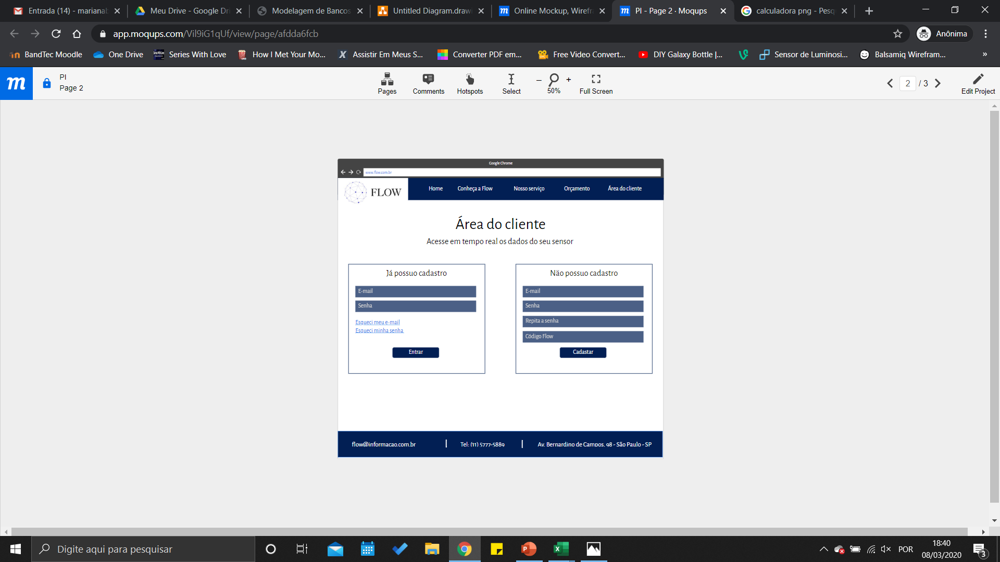 Entrada (14) - marianab
Meu Drive - Google Dri
Modelagem de Bancos
Untitled Diagram.draw
Online Mockup, Wirefr
PI - Page 2 · Moqups
calculadora png - Pesq
app.moqups.com/Vil9iG1qUf/view/page/afdda6fcb
Anônima
BandTec Moodle
One Drive
Series With Love
How I Met Your Mo...
Assistir Em Meus S...
Converter PDF em...
Free Video Convert...
DIY Galaxy Bottle |...
Sensor de Luminosi...
Balsamiq Wirefram...
»
m
PI
Page 2
Pages
Comments
Hotspots
Select
– 50% +
Full Screen
2 / 3
Edit Project
Google Chrome
www.flow.com.br
FLOW
Home
Conheça a Flow
Nosso serviço
Orçamento
Área do cliente
Área do cliente
Acesse em tempo real os dados do seu sensor
Já possuo cadastro
E-mail
Senha
Esqueci meu e-mail
Esqueci minha senha
Entrar
Não possuo cadastro
E-mail
Senha
Repita a senha
Código Flow
Cadastar
flow@informacao.com.br | Tel: (11) 5777-5889 | Av. Bernardino de Campos, 98 - São Paulo - SP
Digite aqui para pesquisar
POR
18:40
08/03/2020
3